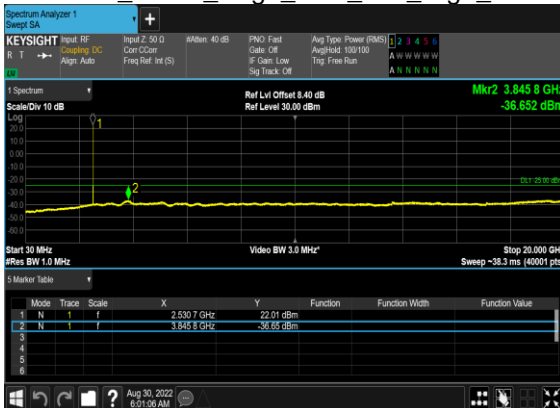 Spectrum Analyzer 1
Swept SA
+
KEYSIGHT Input: RF Input Z: 50 Ω #Atten: 40 dB PNO: Fast Avg Type: Power (RMS) 1 2 3 4 5 6
R T Coupling: DC Corr CCorr Gate: Off Avg|Hold: 100/100 A W W W W W
Align: Auto Freq Ref: Int (S) IF Gain: Low Trig: Free Run
Sig Track: Off A N N N N N
1 Spectrum Ref Lvl Offset 8.40 dB Mkr2 3.845 8 GHz
Scale/Div 10 dB Ref Level 30.00 dBm -36.652 dBm
Log
20.0
10.0
0.00
-10.0
-20.0
-30.0
-40.0
-50.0
-60.0
1
2
DL1 -25.00 dBm
Start 30 MHz Video BW 3.0 MHz* Stop 20.000 GHz
#Res BW 1.0 MHz Sweep ~38.3 ms (40001 pts)
5 Marker Table
Mode Trace Scale X Y Function Function Width Function Value
1 N 1 f 2.530 7 GHz 22.01 dBm
2 N 1 f 3.845 8 GHz -36.65 dBm
3
4
5
6
? Aug 30, 2022
6:01:06 AM